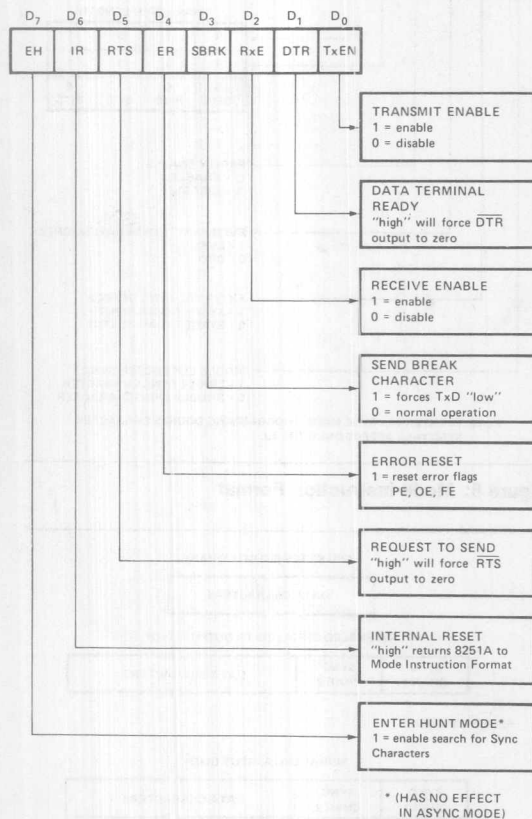 D7 D6 D5 D4 D3 D2 D1 D0
EH IR RTS ER SBRK RxE DTR TxEN
TRANSMIT ENABLE
1 = enable
0 = disable
DATA TERMINAL
READY
"high" will force DTR
output to zero
RECEIVE ENABLE
1 = enable
0 = disable
SEND BREAK
CHARACTER
1 = forces TxD "low"
0 = normal operation
ERROR RESET
1 = reset error flags
PE, OE, FE
REQUEST TO SEND
"high" will force RTS
output to zero
INTERNAL RESET
"high" returns 8251A to
Mode Instruction Format
ENTER HUNT MODE*
1 = enable search for Sync
Characters
* (HAS NO EFFECT
IN ASYNC MODE)